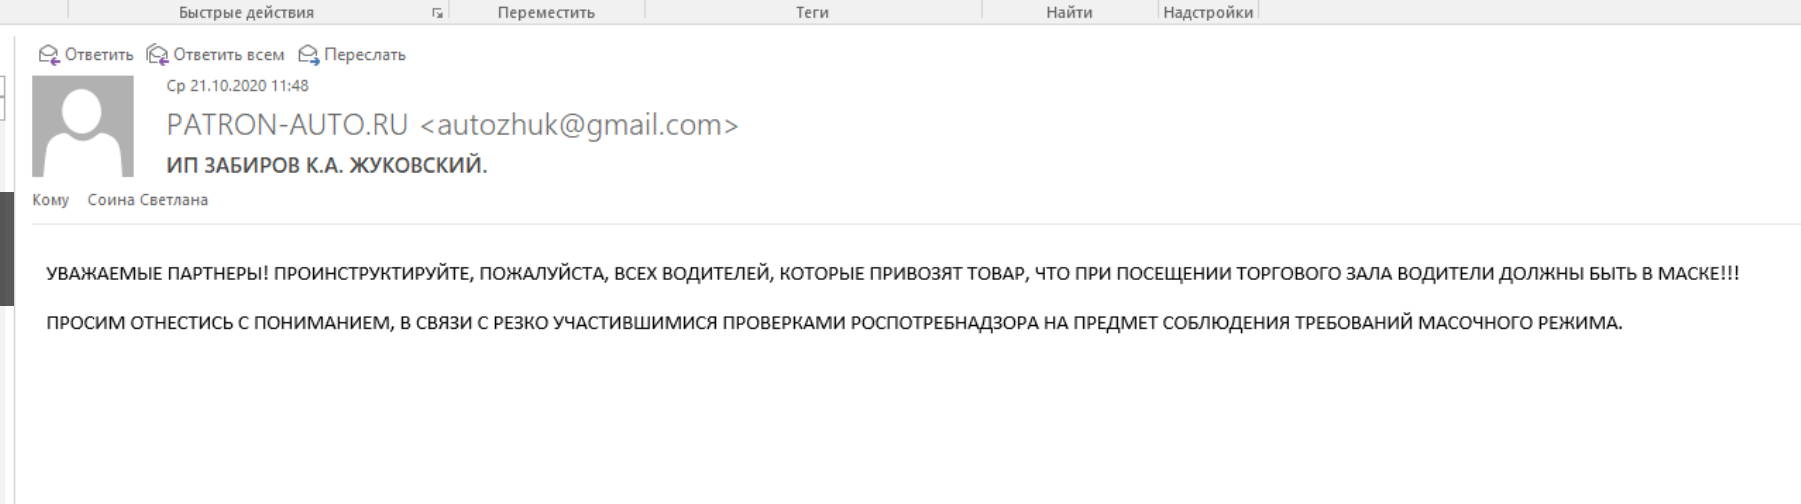 Быстрые действия Переместить Теги Найти Надстройки
Ответить Ответить всем Переслать
Ср 21.10.2020 11:48
PATRON-AUTO.RU <autozhuk@gmail.com>
ИП ЗАБИРОВ К.А. ЖУКОВСКИЙ.
Кому Соина Светлана
УВАЖАЕМЫЕ ПАРТНЕРЫ! ПРОИНСТРУКТИРУЙТЕ, ПОЖАЛУЙСТА, ВСЕХ ВОДИТЕЛЕЙ, КОТОРЫЕ ПРИВОЗЯТ ТОВАР, ЧТО ПРИ ПОСЕЩЕНИИ ТОРГОВОГО ЗАЛА ВОДИТЕЛИ ДОЛЖНЫ БЫТЬ В МАСКЕ!!!
ПРОСИМ ОТНЕСТИСЬ С ПОНИМАНИЕМ, В СВЯЗИ С РЕЗКО УЧАСТИВШИМИСЯ ПРОВЕРКАМИ РОСПОТРЕБНАДЗОРА НА ПРЕДМЕТ СОБЛЮДЕНИЯ ТРЕБОВАНИЙ МАСОЧНОГО РЕЖИМА.